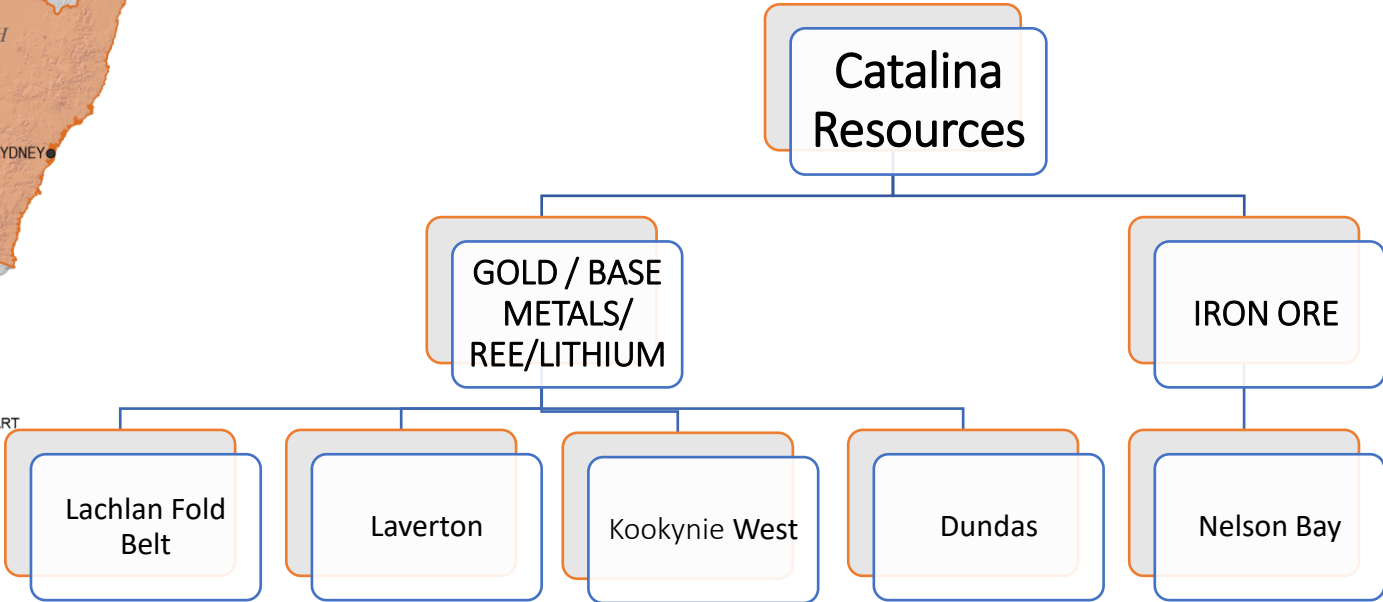 H
Catalina
Resources
YDNEY
GOLD / BASE
METALS/
REE/LITHIUM
IRON ORE
ART
Lachlan Fold
Belt
Laverton
Kookynie West
Dundas
Nelson Bay